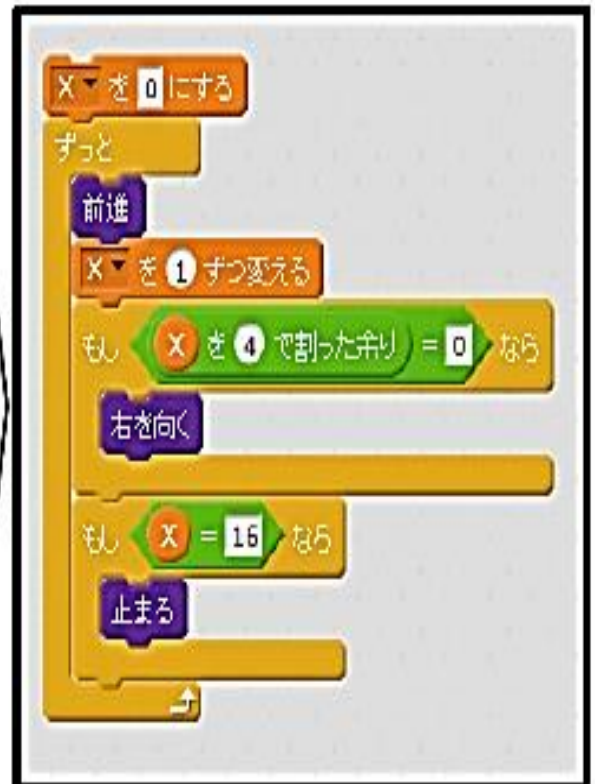 X を 0 にする
ずっと
前進
X を 1 ずつ変える
もし X を 4 で割った余り = 0 なら
右を向く
もし X = 16 なら
止まる